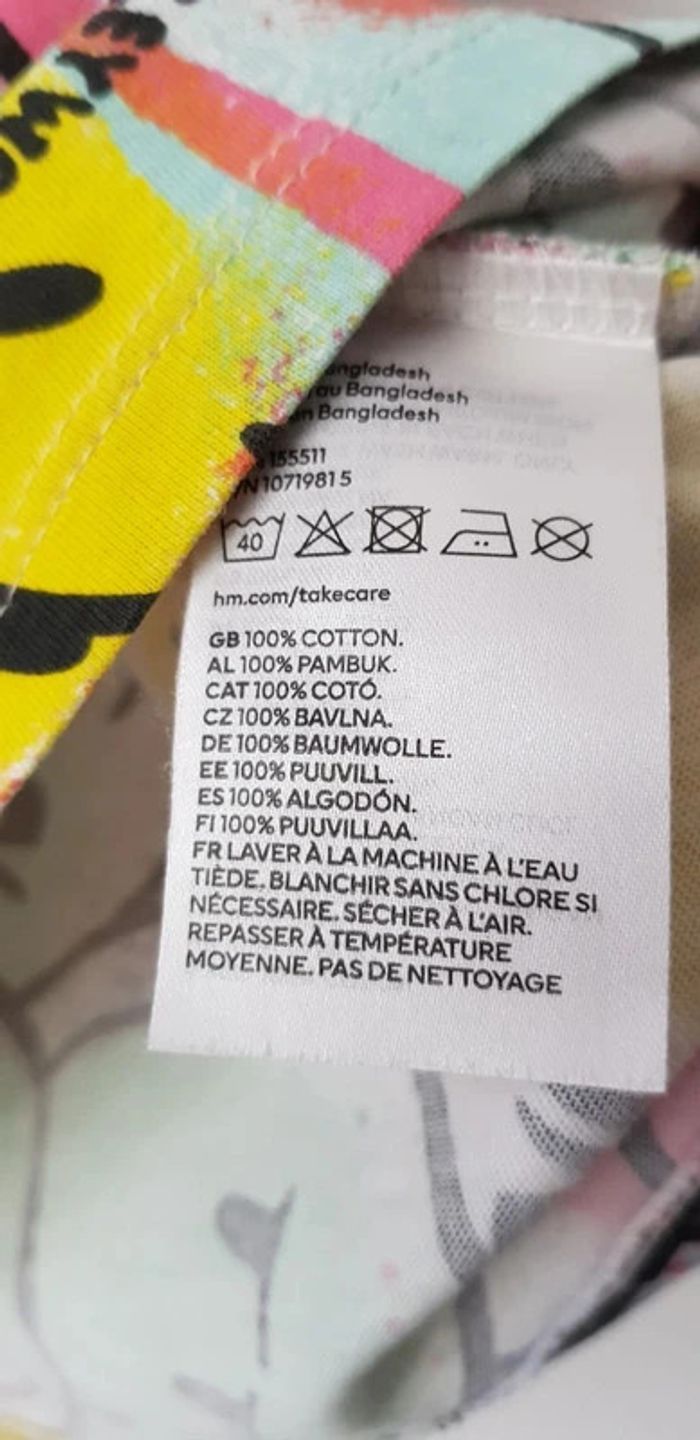 Bangladesh
au Bangladesh
en Bangladesh
155511
N 10719815
40
hm.com/takecare
GB 100% COTTON.
AL 100% PAMBUK.
CAT 100% COTÓ.
CZ 100% BAVLNA.
DE 100% BAUMWOLLE.
EE 100% PUUVILL.
ES 100% ALGODÓN.
FI 100% PUUVILLAA.
FR LAVER À LA MACHINE À L'EAU
TIÈDE. BLANCHIR SANS CHLORE SI
NÉCESSAIRE. SÉCHER À L'AIR.
REPASSER À TEMPÉRATURE
MOYENNE. PAS DE NETTOYAGE